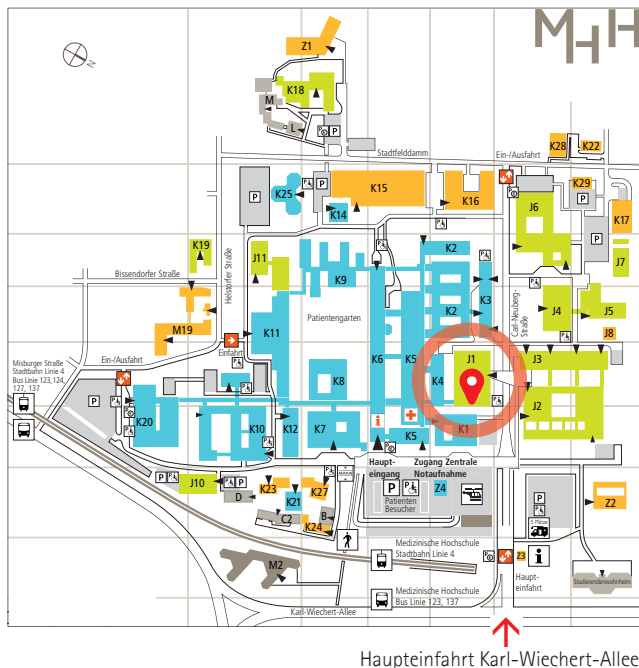 MHH
Z1
K18
M
L
P
N
Stadtfelddamm
Ein-/Ausfahrt
K28
K22
K25
P
P
K15
K14
K16
K29
P
K17
J6
J7
K19
J11
K2
Bissendorfer Straße
Helstorfer Straße
K9
K2
K3
Carl-Neuberg-
Straße
J4
J5
J8
M19
K11
Patientengarten
K6
K5
Einfahrt
K8
K4
J1
J3
J2
Misburger Straße
Stadtbahn Linie 4
Bus Linie 123,124,
127, 137
Ein-/Ausfahrt
K20
P
K10
K12
K7
i
K5
K1
J10
P
D
K23
K21
K27
C2
B
K24
Haupt-
eingang
Zugang Zentrale
Notaufnahme
P
Patienten
Besucher
Z4
P
5 Plätze
Z2
M2
Medizinische Hochschule
Stadtbahn Linie 4
Z3
i
Haupt-
einfahrt
Studierendenwohnheim
Medizinische Hochschule
Bus Linie 123, 137
Karl-Wiechert-Allee
Haupteinfahrt Karl-Wiechert-Allee